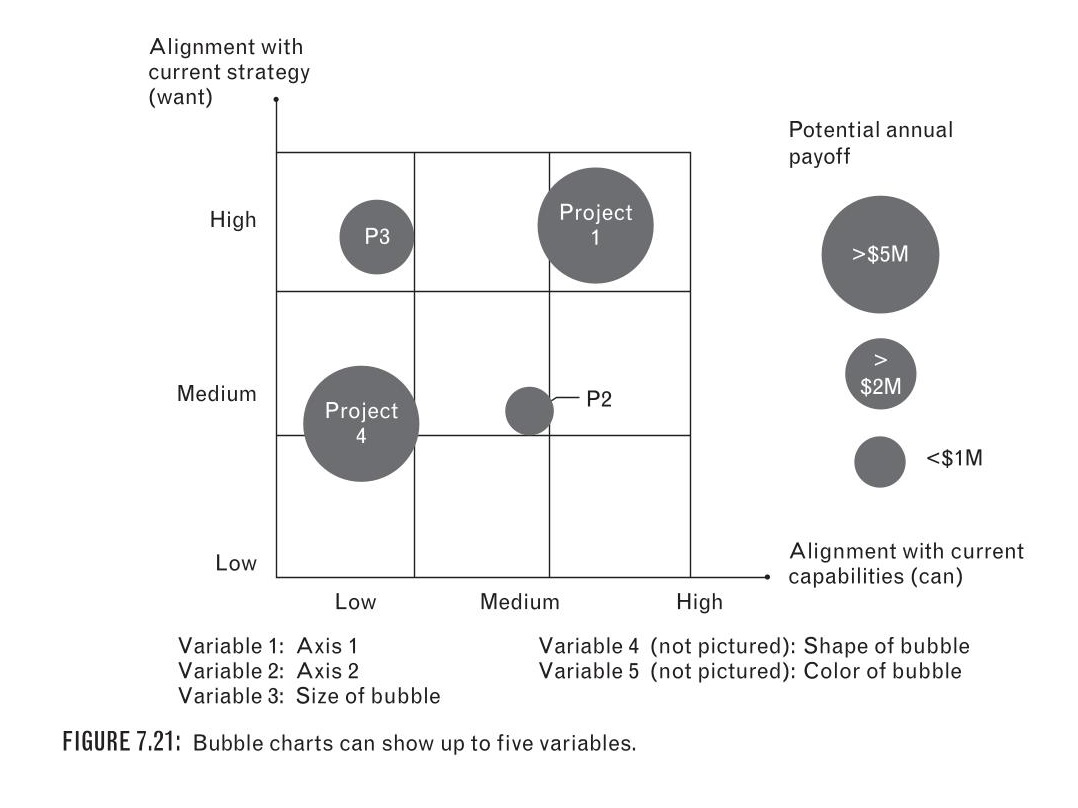 Alignment with
current strategy
(want)
Potential annual
payoff
High
P3
Project
1
>$5M
>
$2M
Medium
Project
4
P2
<$1M
Low
Alignment with current
capabilities (can)
Low
Medium
High
Variable 1: Axis 1
Variable 2: Axis 2
Variable 3: Size of bubble
Variable 4 (not pictured): Shape of bubble
Variable 5 (not pictured): Color of bubble
FIGURE 7.21: Bubble charts can show up to five variables.